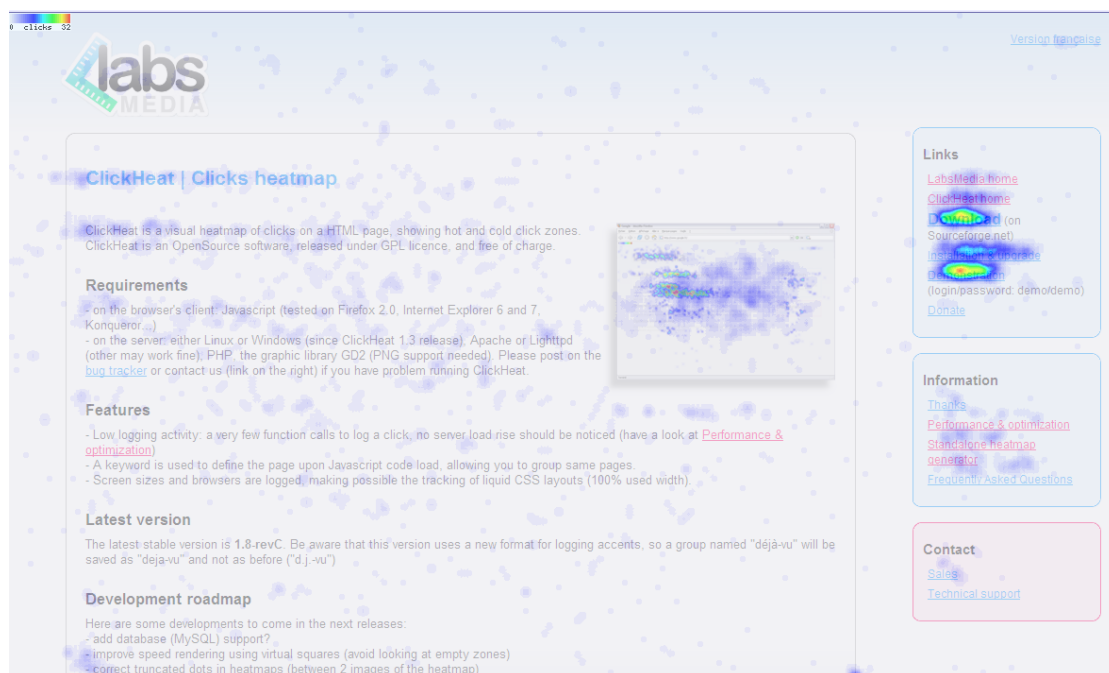 0 clicks 32
labs
MEDIA
Version française
ClickHeat | Clicks heatmap
ClickHeat is a visual heatmap of clicks on a HTML page, showing hot and cold click zones.
ClickHeat is an OpenSource software, released under GPL licence, and free of charge.
Requirements
- on the browser's client: Javascript (tested on Firefox 2.0, Internet Explorer 6 and 7,
Konqueror...)
- on the server: either Linux or Windows (since ClickHeat 1.3 release), Apache or Lighttpd
(other may work fine), PHP, the graphic library GD2 (PNG support needed). Please post on the
bug tracker or contact us (link on the right) if you have problem running ClickHeat.
Features
- Low logging activity: a very few function calls to log a click, no server load rise should be noticed (have a look at Performance &
optimization)
- A keyword is used to define the page upon Javascript code load, allowing you to group same pages.
- Screen sizes and browsers are logged, making possible the tracking of liquid CSS layouts (100% used width).
Latest version
The latest stable version is 1.8-revC. Be aware that this version uses a new format for logging accents, so a group named "déjà-vu" will be
saved as "deja-vu" and not as before ("d.j.-vu")
Development roadmap
Here are some developments to come in the next releases:
- add database (MySQL) support?
- improve speed rendering using virtual squares (avoid looking at empty zones)
- correct truncated dots in heatmaps (between 2 images of the heatmap)
Links
LabsMedia home
ClickHeat home
Download (on
Sourceforge.net)
Installation & upgrade
Demonstration
(login/password: demo/demo)
Donate
Information
Thanks
Performance & optimization
Standalone heatmap
generator
Frequently Asked Questions
Contact
Sales
Technical support